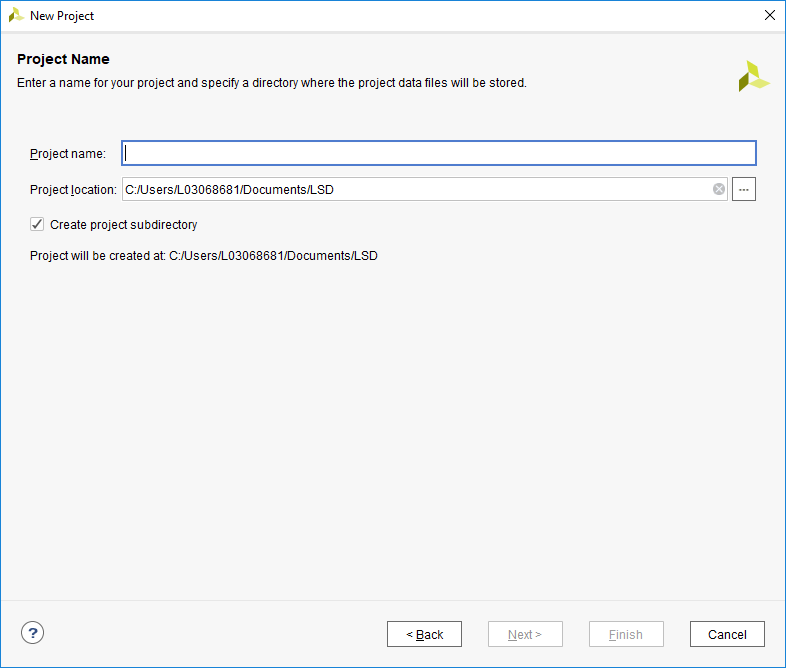 New Project
Project Name
Enter a name for your project and specify a directory where the project data files will be stored.
Project name:
Project location: C:/Users/L03068681/Documents/LSD ...
Create project subdirectory
Project will be created at: C:/Users/L03068681/Documents/LSD
? < Back Next > Finish Cancel